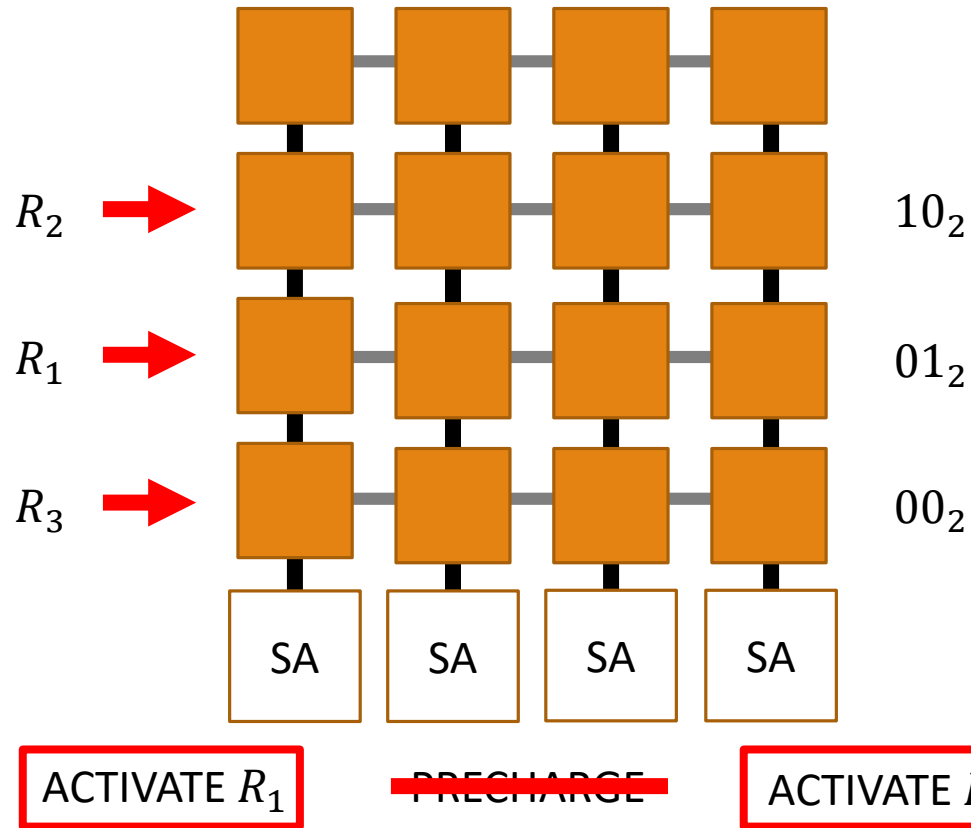 R₂ 10₂
R₁ 01₂
R₃ 00₂
SA SA SA SA
ACTIVATE R₁ PRECHARGE ACTIVATE